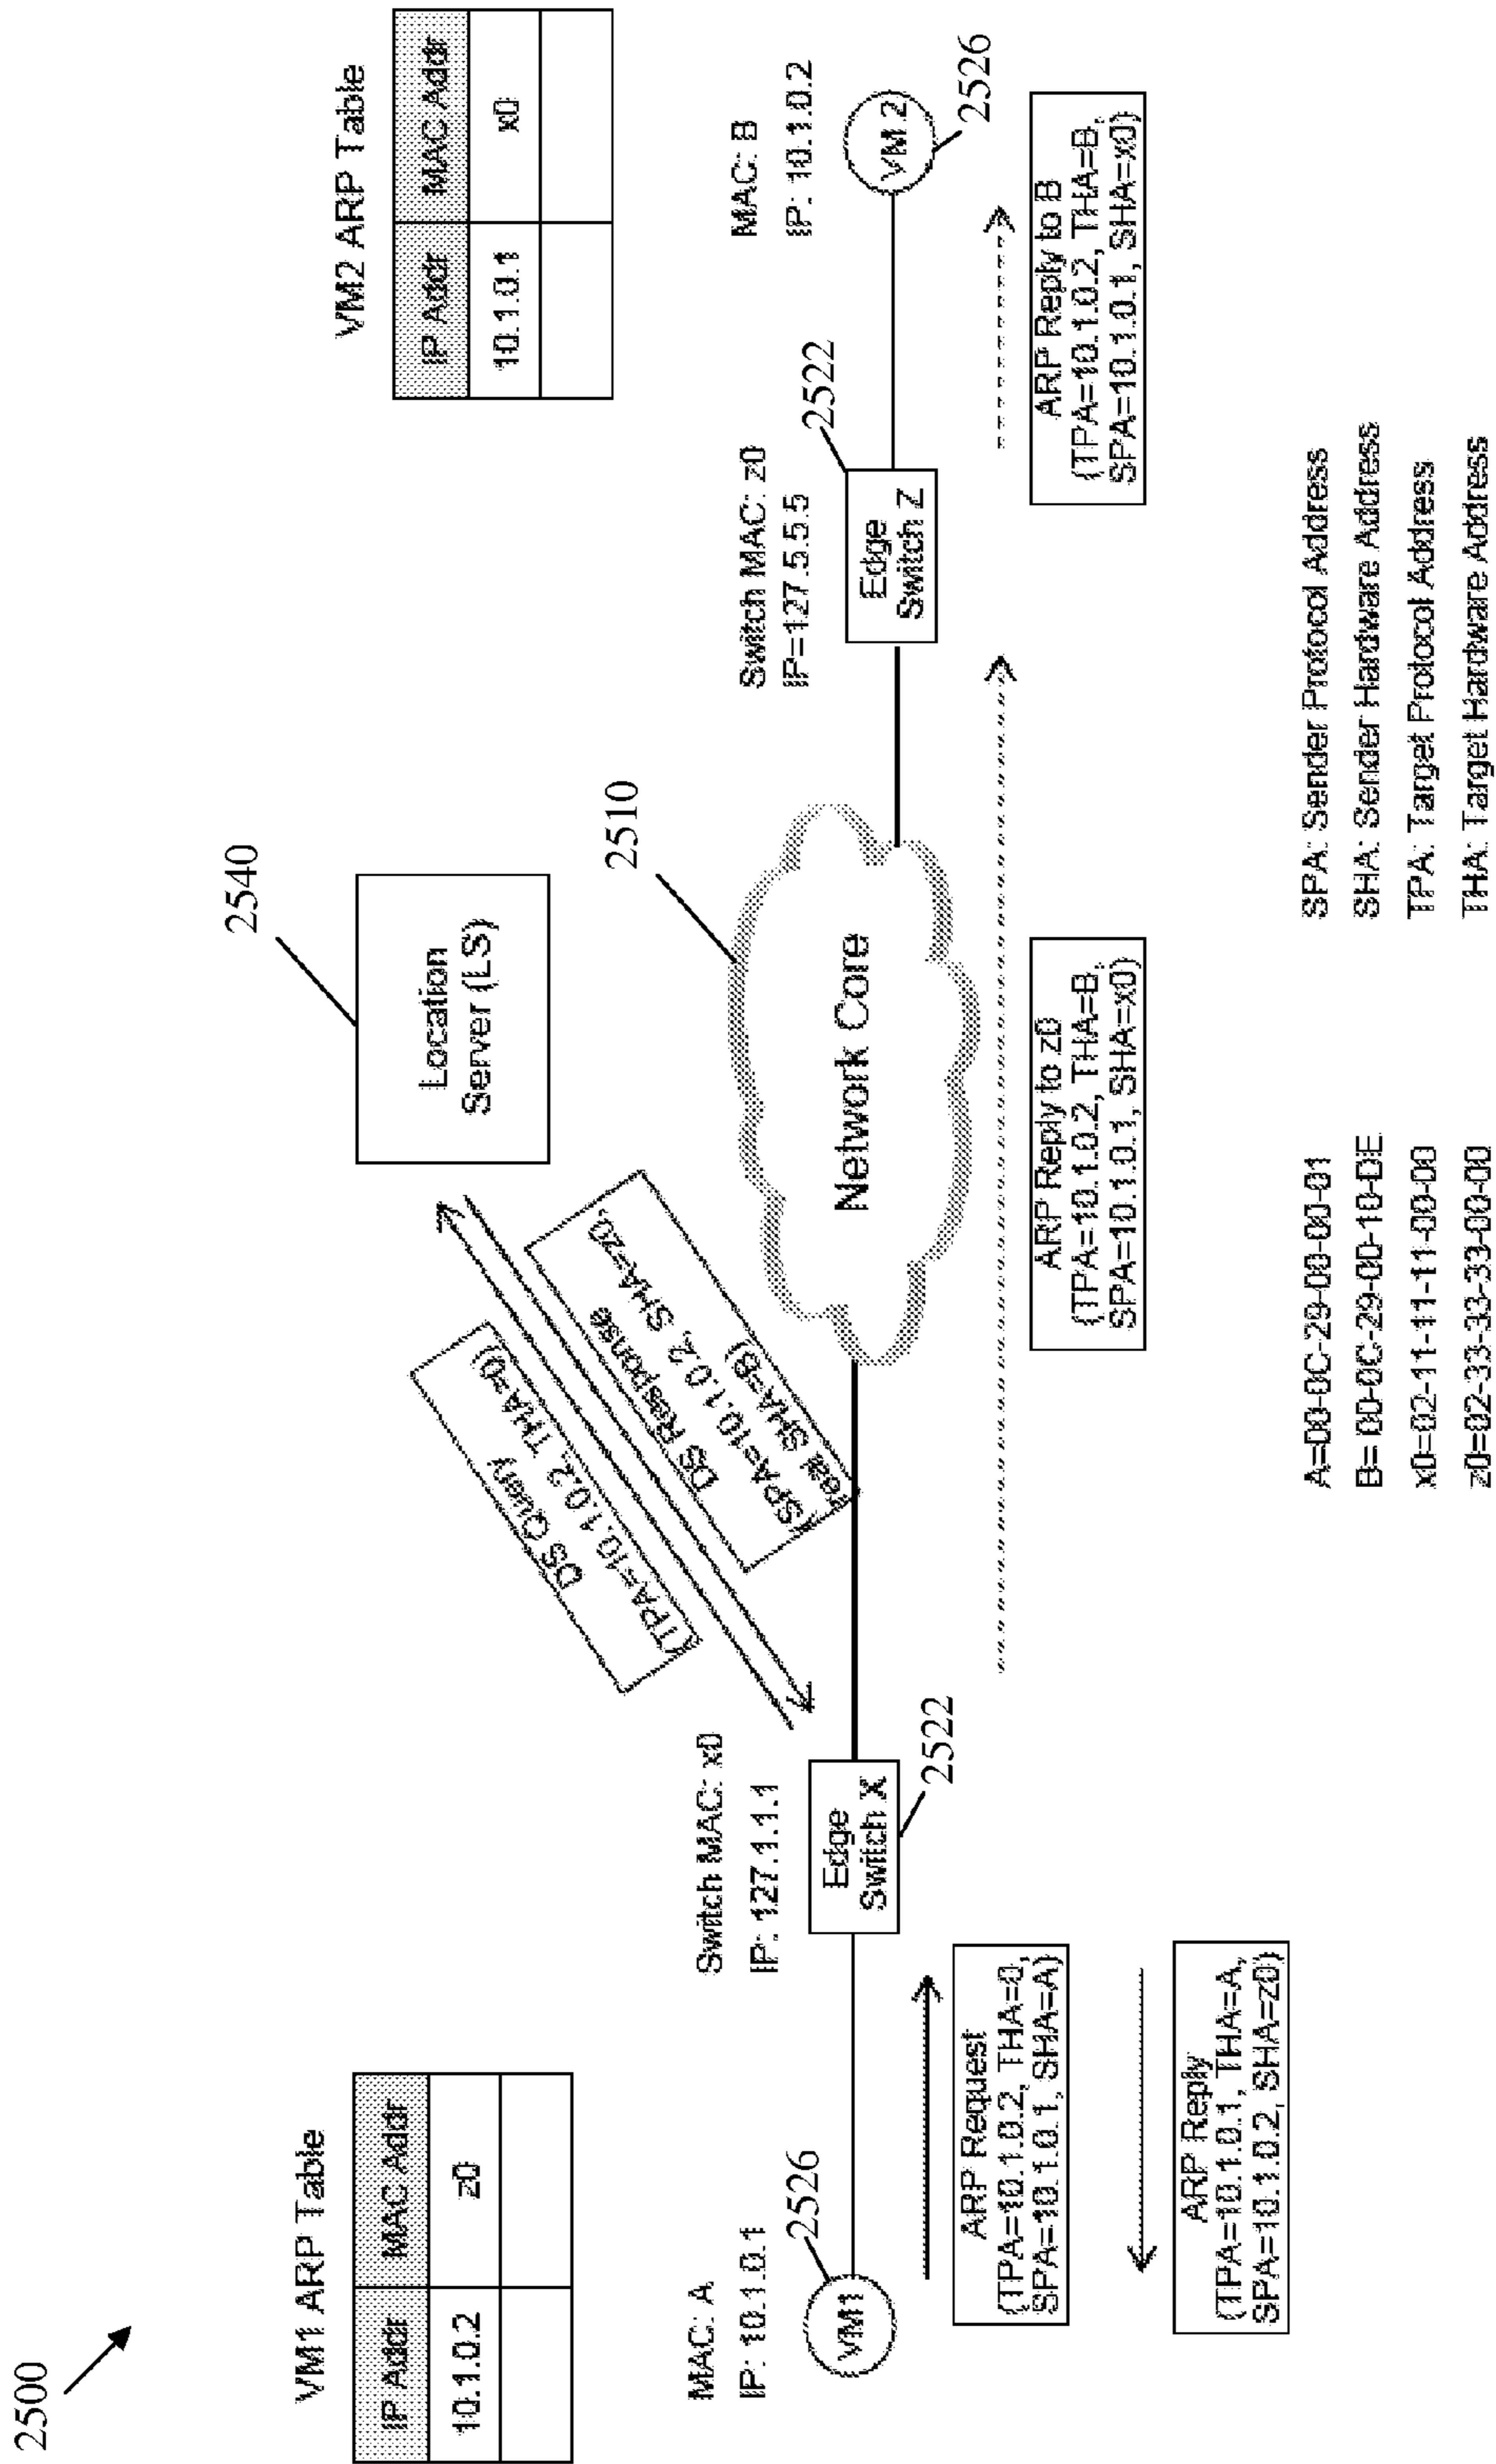 2500
VM1 ARP Table
IP Addr MAC Addr
10.1.0.2 z0
VM2 ARP Table
IP Addr MAC Addr
10.1.0.1 x0
2540
Location
Server (LS)
2510
Network Core
DS Query
(TPA=10.1.0.2, THA=0)
DS Response
(SPA=10.1.0.2, SHA=z0,
real SHA=B)
MAC: A
IP: 10.1.0.1
VM1
2526
Switch MAC: x0
IP: 127.1.1.1
Edge
Switch X
2522
Switch MAC: z0
IP=127.5.5.5
Edge
Switch Z
2522
MAC: B
IP: 10.1.0.2
VM 2
2526
ARP Request
(TPA=10.1.0.2, THA=0,
SPA=10.1.0.1, SHA=A)
ARP Reply
(TPA=10.1.0.1, THA=A,
SPA=10.1.0.2, SHA=z0)
ARP Reply to z0
(TPA=10.1.0.2, THA=B,
SPA=10.1.0.1, SHA=x0)
ARP Reply to B
(TPA=10.1.0.2, THA=B,
SPA=10.1.0.1, SHA=x0)
A=00-0C-29-00-00-01
B= 00-0C-29-00-10-DE
x0=02-11-11-11-00-00
z0=02-33-33-33-00-00
SPA: Sender Protocol Address
SHA: Sender Hardware Address
TPA: Target Protocol Address
THA: Target Hardware Address